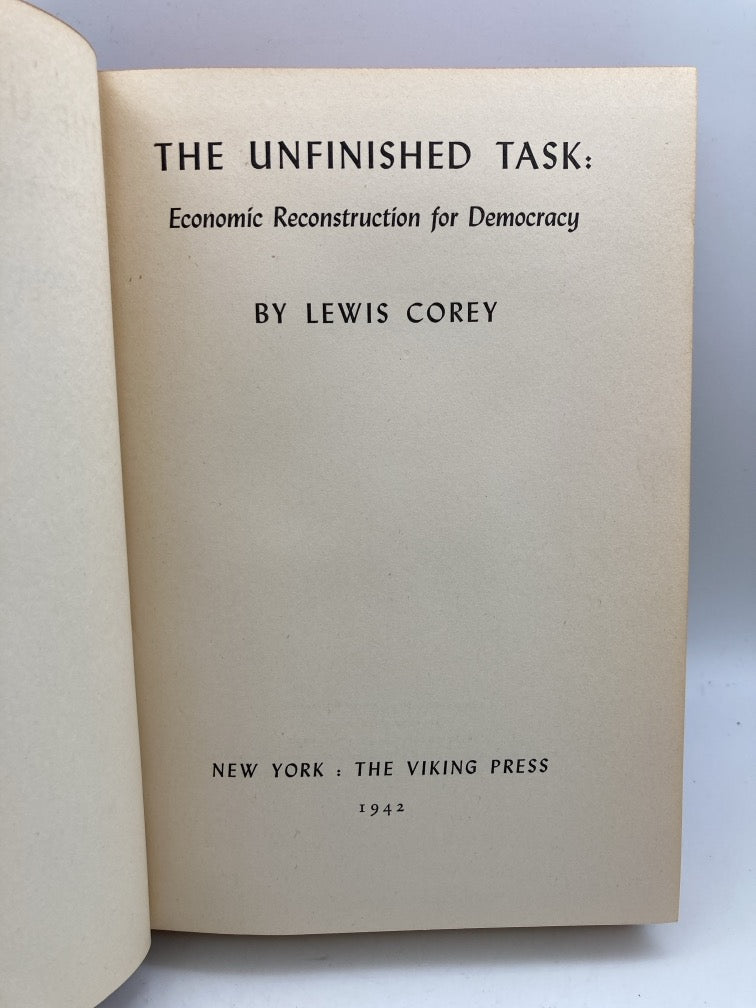 THE UNFINISHED TASK:
Economic Reconstruction for Democracy
BY LEWIS COREY
NEW YORK : THE VIKING PRESS
1942